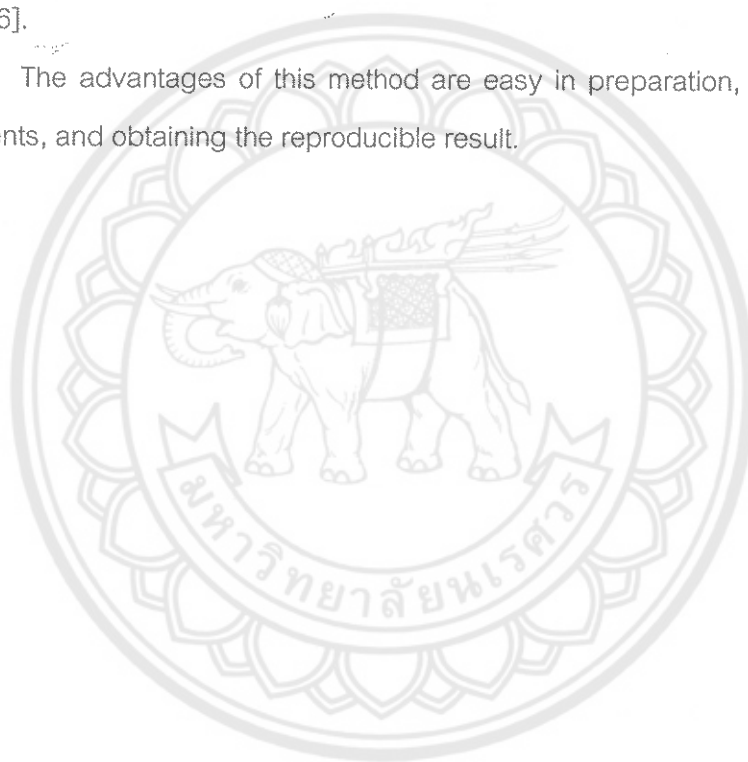 6].
The advantages of this method are easy in preparation,
ents, and obtaining the reproducible result.
มหาวิทยาลัยนเรศวร